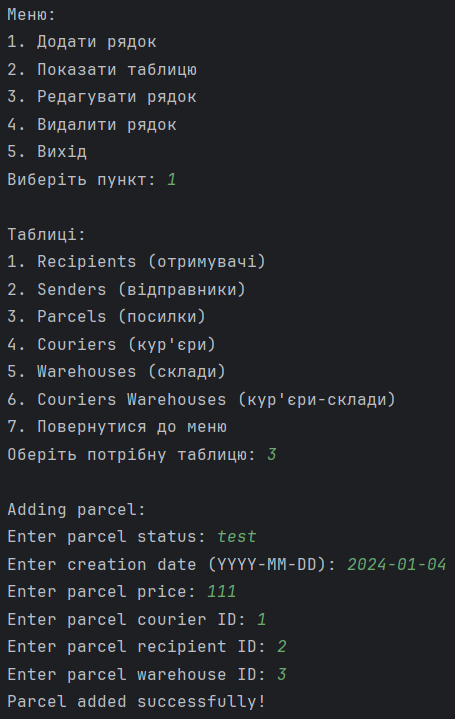 Меню:
1. Додати рядок
2. Показати таблицю
3. Редагувати рядок
4. Видалити рядок
5. Вихід
Виберіть пункт: 1
Таблиці:
1. Recipients (отримувачі)
2. Senders (відправники)
3. Parcels (посилки)
4. Couriers (кур'єри)
5. Warehouses (склади)
6. Couriers Warehouses (кур'єри-склади)
7. Повернутися до меню
Оберіть потрібну таблицю: 3
Adding parcel:
Enter parcel status: test
Enter creation date (YYYY-MM-DD): 2024-01-04
Enter parcel price: 111
Enter parcel courier ID: 1
Enter parcel recipient ID: 2
Enter parcel warehouse ID: 3
Parcel added successfully!